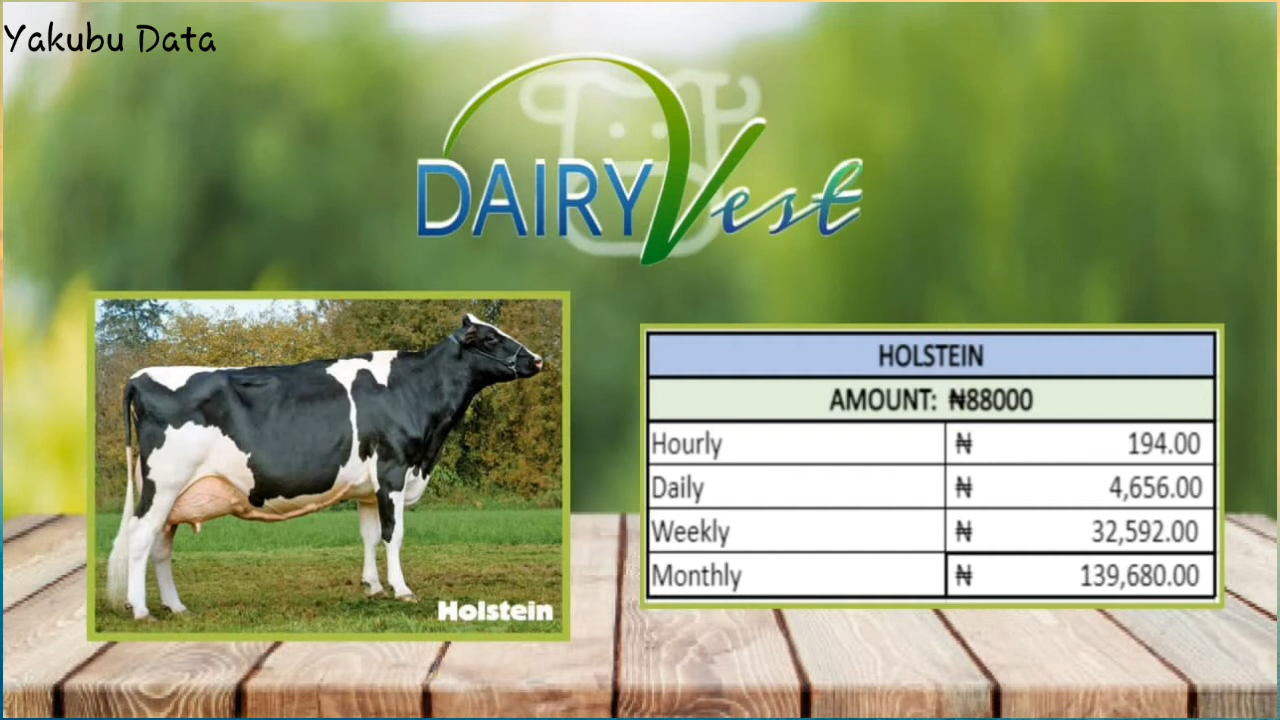 Yakubu Data
DAIRYVest
Holstein
HOLSTEIN
AMOUNT: ₦88000
Hourly ₦ 194.00
Daily ₦ 4,656.00
Weekly ₦ 32,592.00
Monthly ₦ 139,680.00